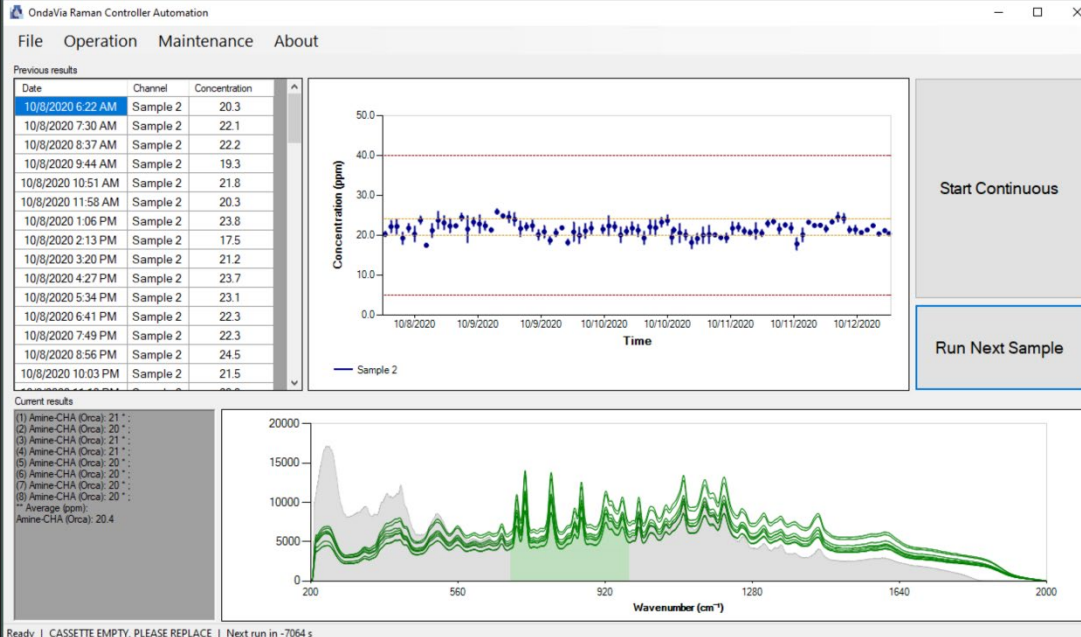 OndaVia Raman Controller Automation
File Operation Maintenance About
Previous results
Date Channel Concentration
10/8/2020 6:22 AM Sample 2 20.3
10/8/2020 7:30 AM Sample 2 22.1
10/8/2020 8:37 AM Sample 2 22.2
10/8/2020 9:44 AM Sample 2 19.3
10/8/2020 10:51 AM Sample 2 21.8
10/8/2020 11:58 AM Sample 2 20.3
10/8/2020 1:06 PM Sample 2 23.8
10/8/2020 2:13 PM Sample 2 17.5
10/8/2020 3:20 PM Sample 2 21.2
10/8/2020 4:27 PM Sample 2 23.7
10/8/2020 5:34 PM Sample 2 23.1
10/8/2020 6:41 PM Sample 2 22.3
10/8/2020 7:49 PM Sample 2 22.3
10/8/2020 8:56 PM Sample 2 24.5
10/8/2020 10:03 PM Sample 2 21.5
50.0
40.0
30.0
20.0
10.0
0.0
Concentration (ppm)
10/8/2020 10/9/2020 10/9/2020 10/10/2020 10/10/2020 10/11/2020 10/11/2020 10/12/2020
Time
Sample 2
Start Continuous
Run Next Sample
Current results
(1) Amine-CHA (Orca): 21 * ;
(2) Amine-CHA (Orca): 20 * ;
(3) Amine-CHA (Orca): 21 * ;
(4) Amine-CHA (Orca): 21 * ;
(5) Amine-CHA (Orca): 20 * ;
(6) Amine-CHA (Orca): 20 * ;
(7) Amine-CHA (Orca): 20 * ;
(8) Amine-CHA (Orca): 20 * ;
** Average (ppm):
Amine-CHA (Orca): 20.4
20000
15000
10000
5000
0
200 560 920 1280 1640 2000
Wavenumber (cm⁻¹)
Ready | CASSETTE EMPTY, PLEASE REPLACE | Next run in -7064 s